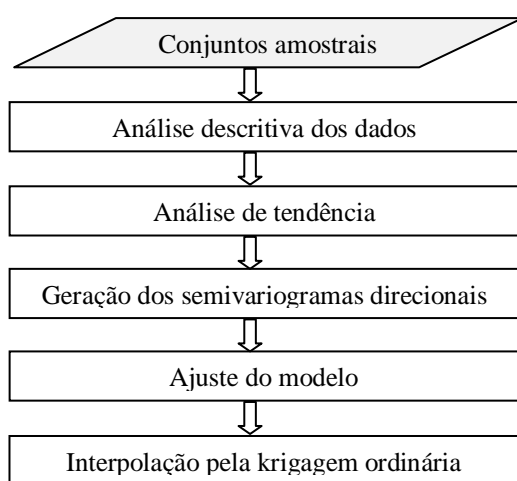 Conjuntos amostrais
Análise descritiva dos dados
Análise de tendência
Geração dos semivariogramas direcionais
Ajuste do modelo
Interpolação pela krigagem ordinária